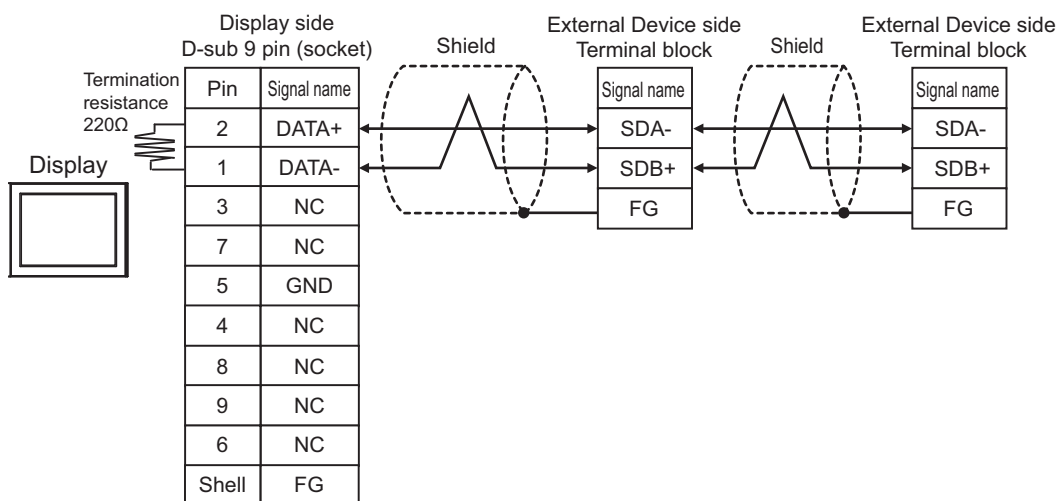 Display side
D-sub 9 pin (socket)
Shield
External Device side
Terminal block
Shield
External Device side
Terminal block
Termination
resistance
220Ω
Display
Pin Signal name
2 DATA+
1 DATA-
3 NC
7 NC
5 GND
4 NC
8 NC
9 NC
6 NC
Shell FG
Signal name
SDA-
SDB+
FG
Signal name
SDA-
SDB+
FG